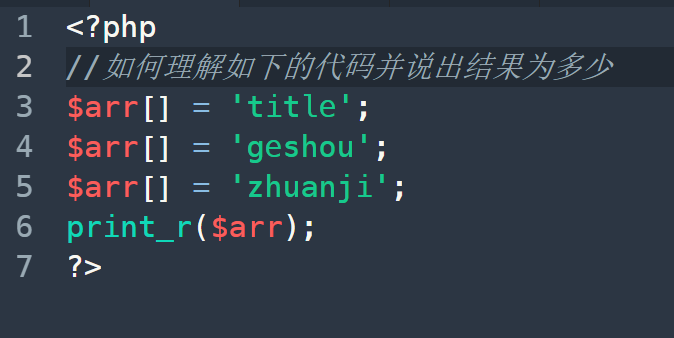 1 <?php
2 //如何理解如下的代码并说出结果为多少
3 $arr[] = 'title';
4 $arr[] = 'geshou';
5 $arr[] = 'zhuanji';
6 print_r($arr);
7 ?>